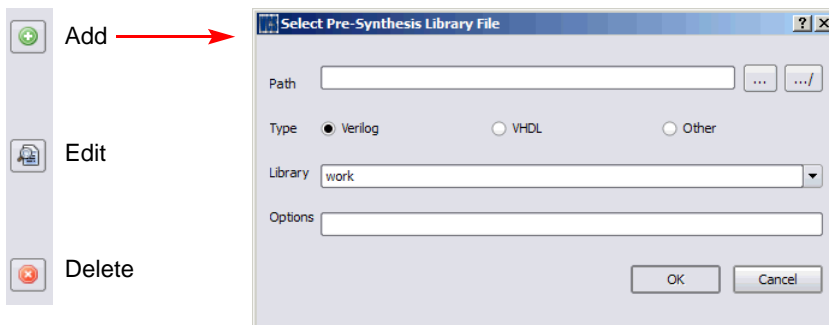 Add
Edit
Delete
Select Pre-Synthesis Library File
? X
Path
... .../
Type Verilog VHDL Other
Library work
Options
OK Cancel